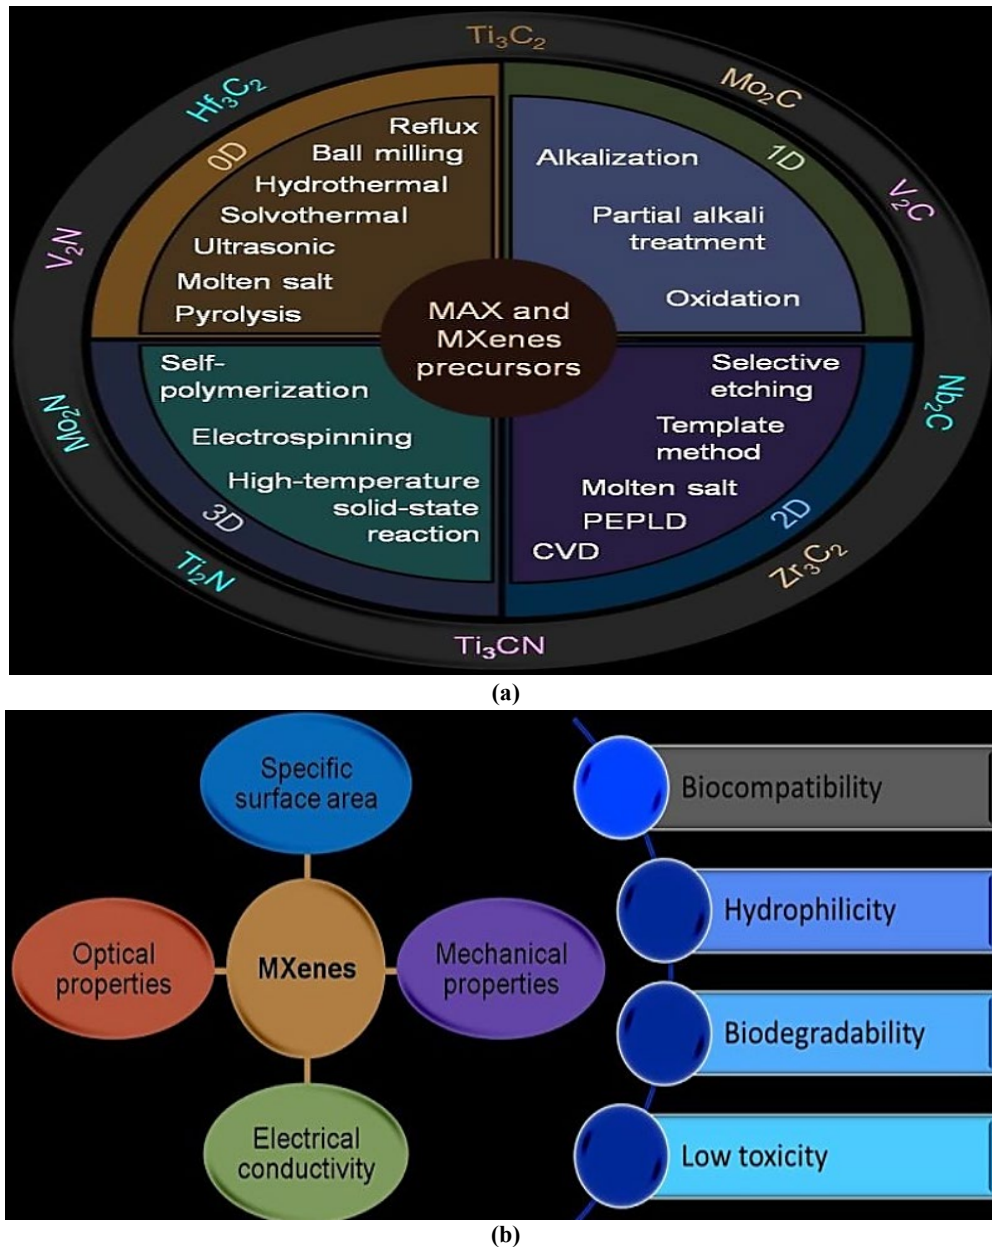 Ti₃C₂
Mo₂C
V₂C
Nb₂C
Zr₃C₂
Ti₃CN
Ti₂N
Mo₂N
V₂N
Hf₃C₂
0D
Reflux
Ball milling
Hydrothermal
Solvothermal
Ultrasonic
Molten salt
Pyrolysis
1D
Alkalization
Partial alkali
treatment
Oxidation
MAX and
MXenes
precursors
Self-
polymerization
Electrospinning
High-temperature
solid-state
reaction
3D
Selective
etching
Template
method
Molten salt
PEPLD
CVD
2D
(a)
Specific
surface area
Optical
properties
MXenes
Mechanical
properties
Electrical
conductivity
Biocompatibility
Hydrophilicity
Biodegradability
Low toxicity
(b)